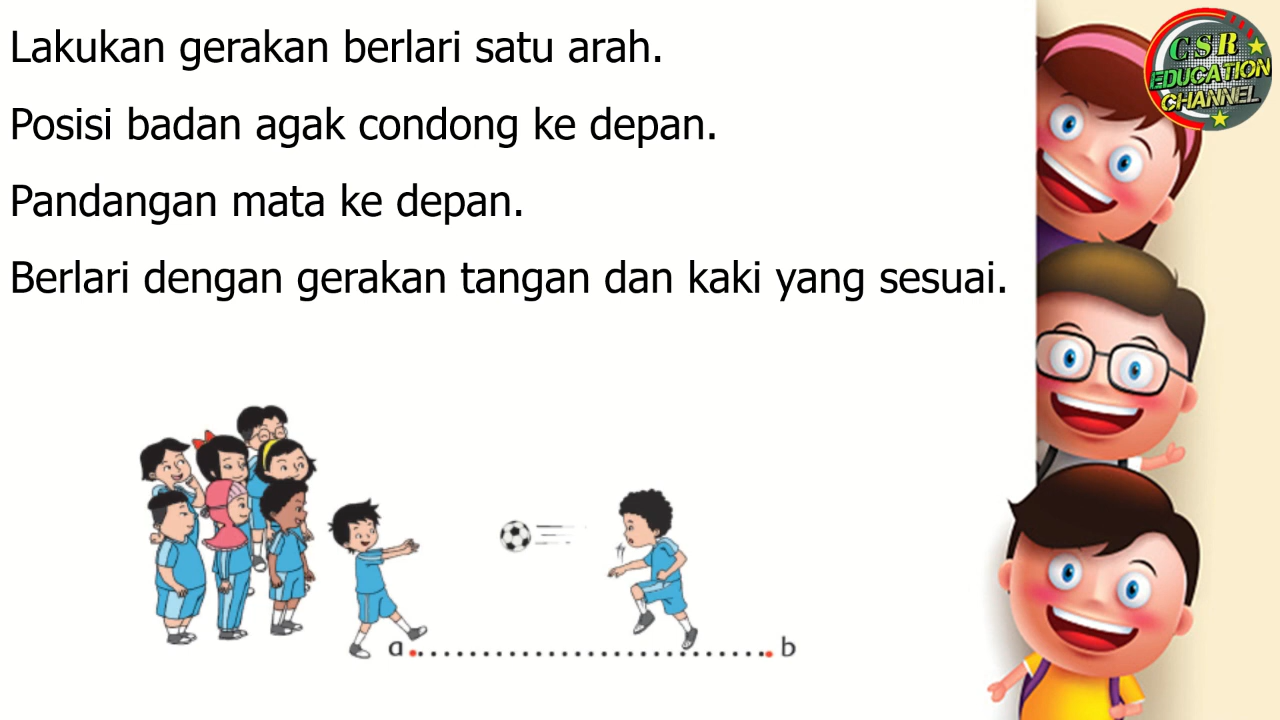 Lakukan gerakan berlari satu arah.
Posisi badan agak condong ke depan.
Pandangan mata ke depan.
Berlari dengan gerakan tangan dan kaki yang sesuai.
CSR
EDUCATION
CHANNEL
a
b